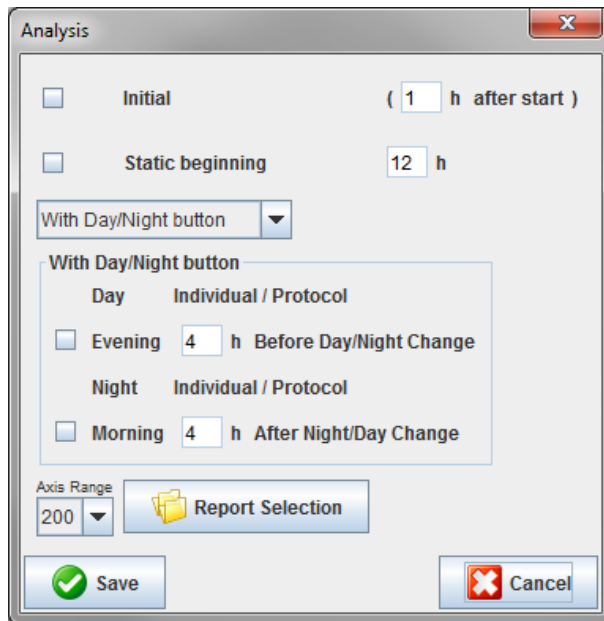 Analysis
Initial ( 1 h after start )
Static beginning 12 h
With Day/Night button
With Day/Night button
Day Individual / Protocol
Evening 4 h Before Day/Night Change
Night Individual / Protocol
Morning 4 h After Night/Day Change
Axis Range
200 Report Selection
Save Cancel